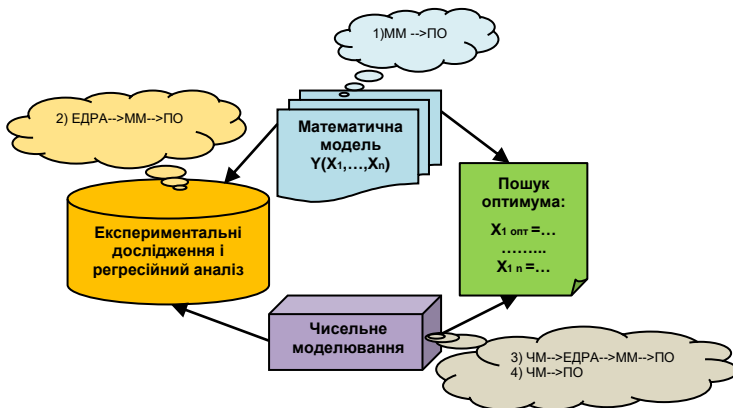 1)ММ -->ПО
2) ЕДРА-->ММ-->ПО
Математична
модель
Y(X₁,…,Xₙ)
Пошук
оптимума:
X₁ опт =…
………..
X₁ ₙ =…
Експериментальні
дослідження і
регресійний аналіз
Чисельне
моделювання
3) ЧМ-->ЕДРА-->ММ-->ПО
4) ЧМ-->ПО